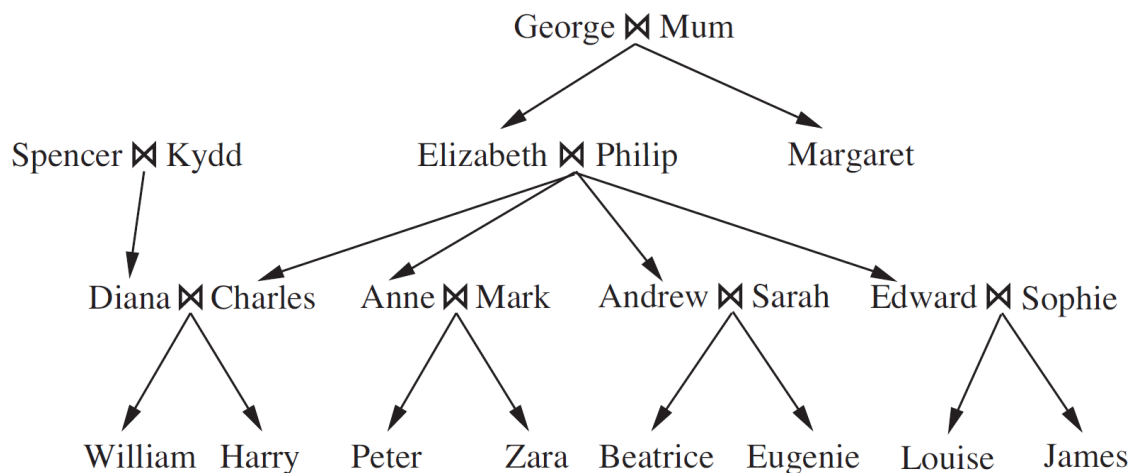 George ⋈ Mum
Spencer ⋈ Kydd Elizabeth ⋈ Philip Margaret
Diana ⋈ Charles Anne ⋈ Mark Andrew ⋈ Sarah Edward ⋈ Sophie
William Harry Peter Zara Beatrice Eugenie Louise James